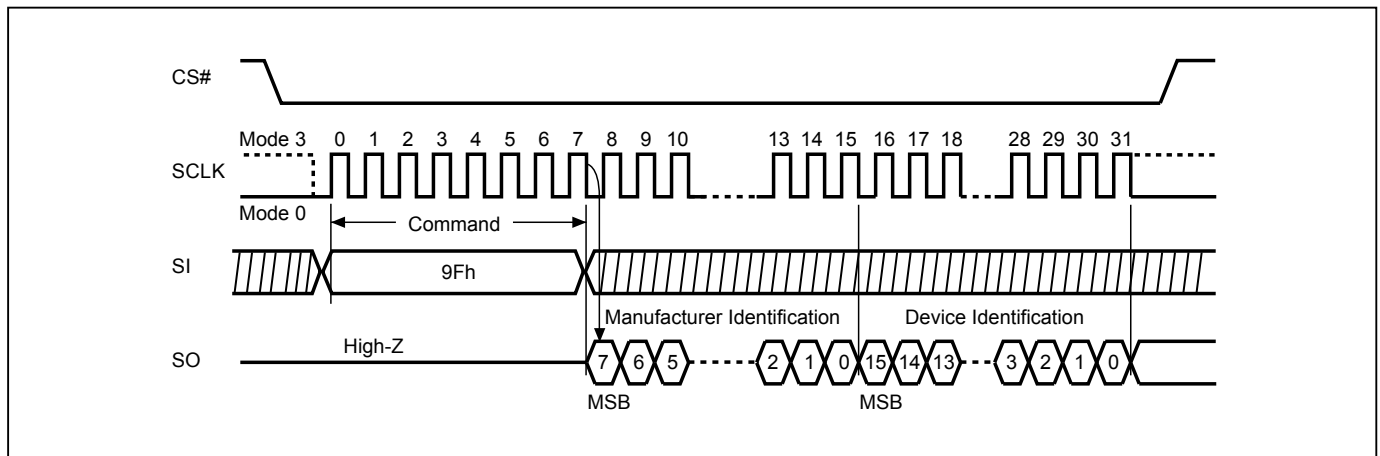 CS#
Mode 3 0 1 2 3 4 5 6 7 8 9 10 13 14 15 16 17 18 28 29 30 31
SCLK
Mode 0
Command
SI
9Fh
Manufacturer Identification Device Identification
High-Z
SO
7 6 5 2 1 0 15 14 13 3 2 1 0
MSB MSB